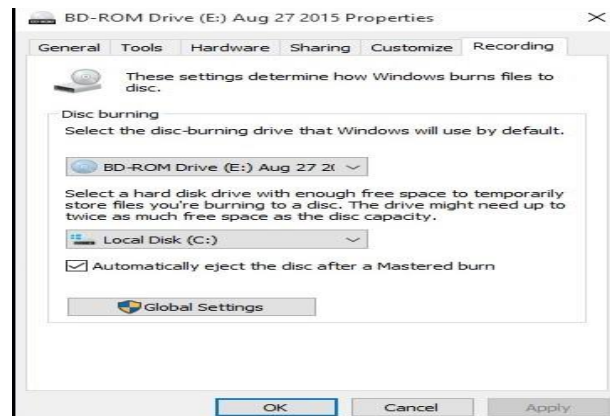 BD-ROM Drive (E:) Aug 27 2015 Properties
General Tools Hardware Sharing Customize Recording
These settings determine how Windows burns files to
disc.
Disc burning
Select the disc-burning drive that Windows will use by default.
BD-ROM Drive (E:) Aug 27 2(
Select a hard disk drive with enough free space to temporarily
store files you're burning to a disc. The drive might need up to
twice as much free space as the disc capacity.
Local Disk (C:)
Automatically eject the disc after a Mastered burn
Global Settings
OK Cancel Apply